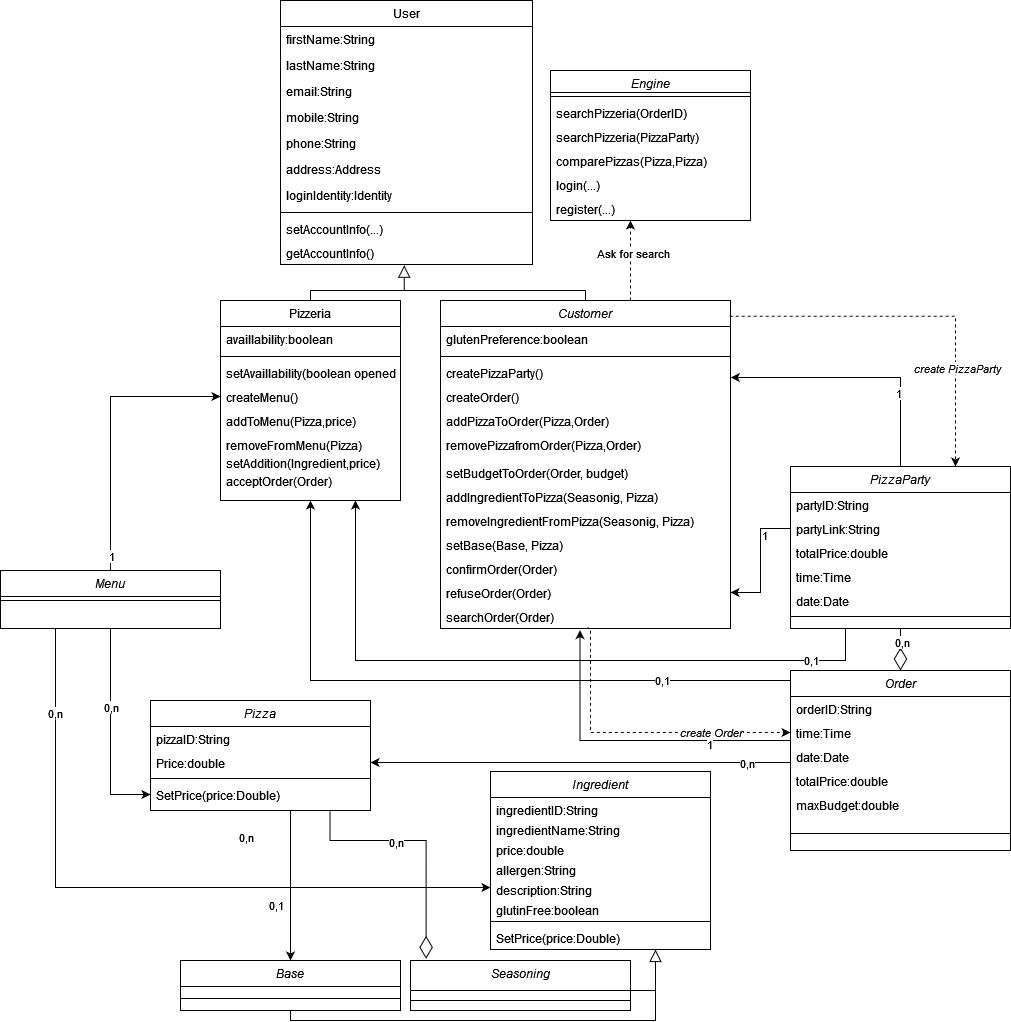 User
firstName:String
lastName:String
email:String
mobile:String
phone:String
address:Address
loginIdentity:Identity
setAccountInfo(...)
getAccountInfo()
Engine
searchPizzeria(OrderID)
searchPizzeria(PizzaParty)
comparePizzas(Pizza,Pizza)
login(...)
register(...)
Ask for search
Pizzeria
availlability:boolean
setAvaillability(boolean opened
createMenu()
addToMenu(Pizza,price)
removeFromMenu(Pizza)
setAddition(Ingredient,price)
acceptOrder(Order)
Customer
glutenPreference:boolean
createPizzaParty()
createOrder()
addPizzaToOrder(Pizza,Order)
removePizzafromOrder(Pizza,Order)
setBudgetToOrder(Order, budget)
addIngredientToPizza(Seasonig, Pizza)
removeIngredientFromPizza(Seasonig, Pizza)
setBase(Base, Pizza)
confirmOrder(Order)
refuseOrder(Order)
searchOrder(Order)
create PizzaParty
1
PizzaParty
partyID:String
partyLink:String
totalPrice:double
time:Time
date:Date
1
1
Menu
0,n
0,1
0,1
Order
orderID:String
time:Time
date:Date
totalPrice:double
maxBudget:double
create Order
1
0,n
0,n
0,n
Pizza
pizzaID:String
Price:double
SetPrice(price:Double)
0,n
0,n
0,1
Ingredient
ingredientID:String
ingredientName:String
price:double
allergen:String
description:String
glutinFree:boolean
SetPrice(price:Double)
Base
Seasoning